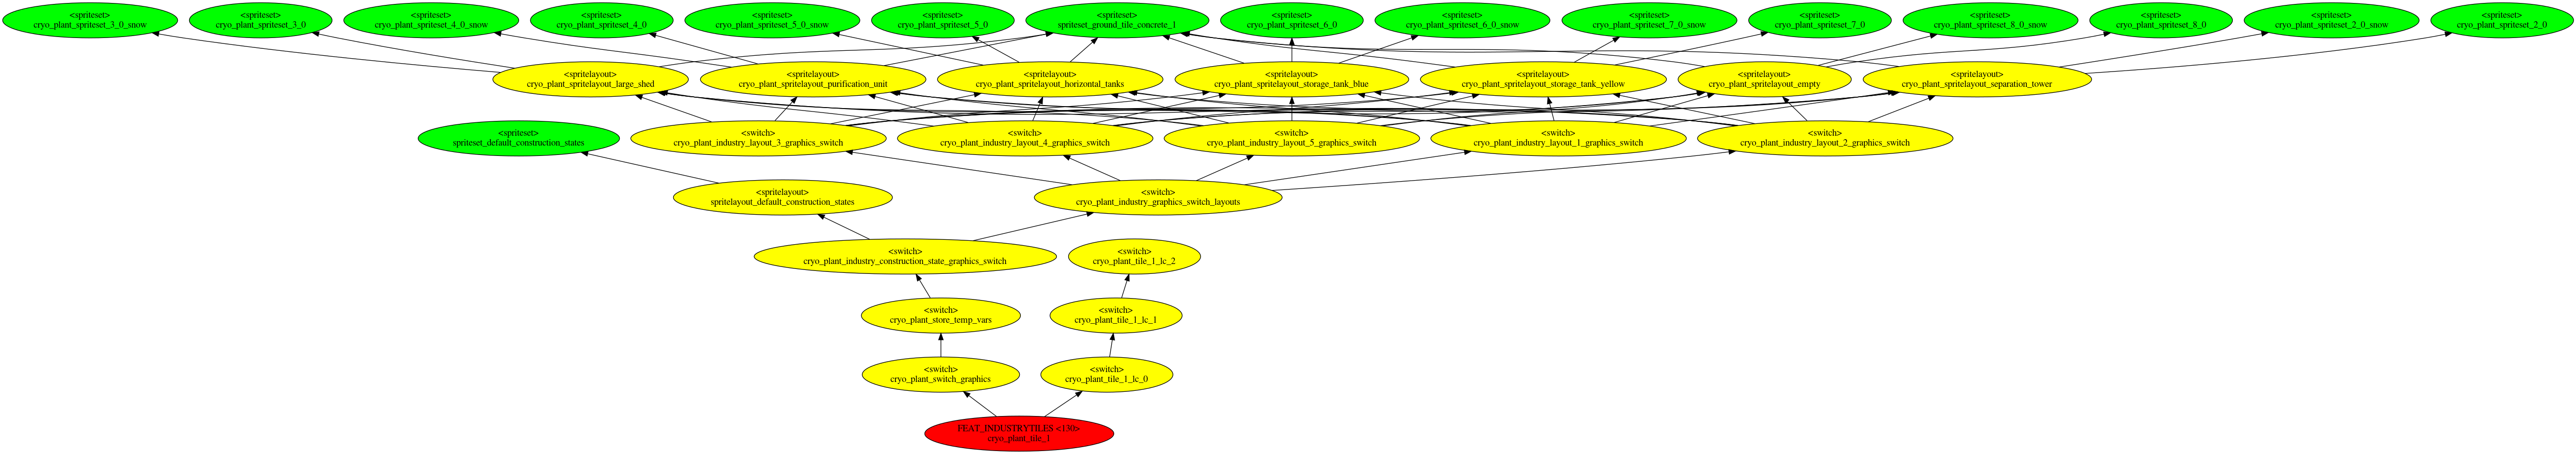 <spriteset>
cryo_plant_spriteset_3_0_snow
<spriteset>
cryo_plant_spriteset_3_0
<spriteset>
cryo_plant_spriteset_4_0_snow
<spriteset>
cryo_plant_spriteset_4_0
<spriteset>
cryo_plant_spriteset_5_0_snow
<spriteset>
cryo_plant_spriteset_5_0
<spriteset>
spriteset_ground_tile_concrete_1
<spriteset>
cryo_plant_spriteset_6_0
<spriteset>
cryo_plant_spriteset_6_0_snow
<spriteset>
cryo_plant_spriteset_7_0_snow
<spriteset>
cryo_plant_spriteset_7_0
<spriteset>
cryo_plant_spriteset_8_0_snow
<spriteset>
cryo_plant_spriteset_8_0
<spriteset>
cryo_plant_spriteset_2_0_snow
<spriteset>
cryo_plant_spriteset_2_0
<spritelayout>
cryo_plant_spritelayout_large_shed
<spritelayout>
cryo_plant_spritelayout_purification_unit
<spritelayout>
cryo_plant_spritelayout_horizontal_tanks
<spritelayout>
cryo_plant_spritelayout_storage_tank_blue
<spritelayout>
cryo_plant_spritelayout_storage_tank_yellow
<spritelayout>
cryo_plant_spritelayout_empty
<spritelayout>
cryo_plant_spritelayout_separation_tower
<spriteset>
spriteset_default_construction_states
<switch>
cryo_plant_industry_layout_3_graphics_switch
<switch>
cryo_plant_industry_layout_4_graphics_switch
<switch>
cryo_plant_industry_layout_5_graphics_switch
<switch>
cryo_plant_industry_layout_1_graphics_switch
<switch>
cryo_plant_industry_layout_2_graphics_switch
<spritelayout>
spritelayout_default_construction_states
<switch>
cryo_plant_industry_graphics_switch_layouts
<switch>
cryo_plant_industry_construction_state_graphics_switch
<switch>
cryo_plant_tile_1_lc_2
<switch>
cryo_plant_store_temp_vars
<switch>
cryo_plant_tile_1_lc_1
<switch>
cryo_plant_switch_graphics
<switch>
cryo_plant_tile_1_lc_0
FEAT_INDUSTRYTILES <130>
cryo_plant_tile_1